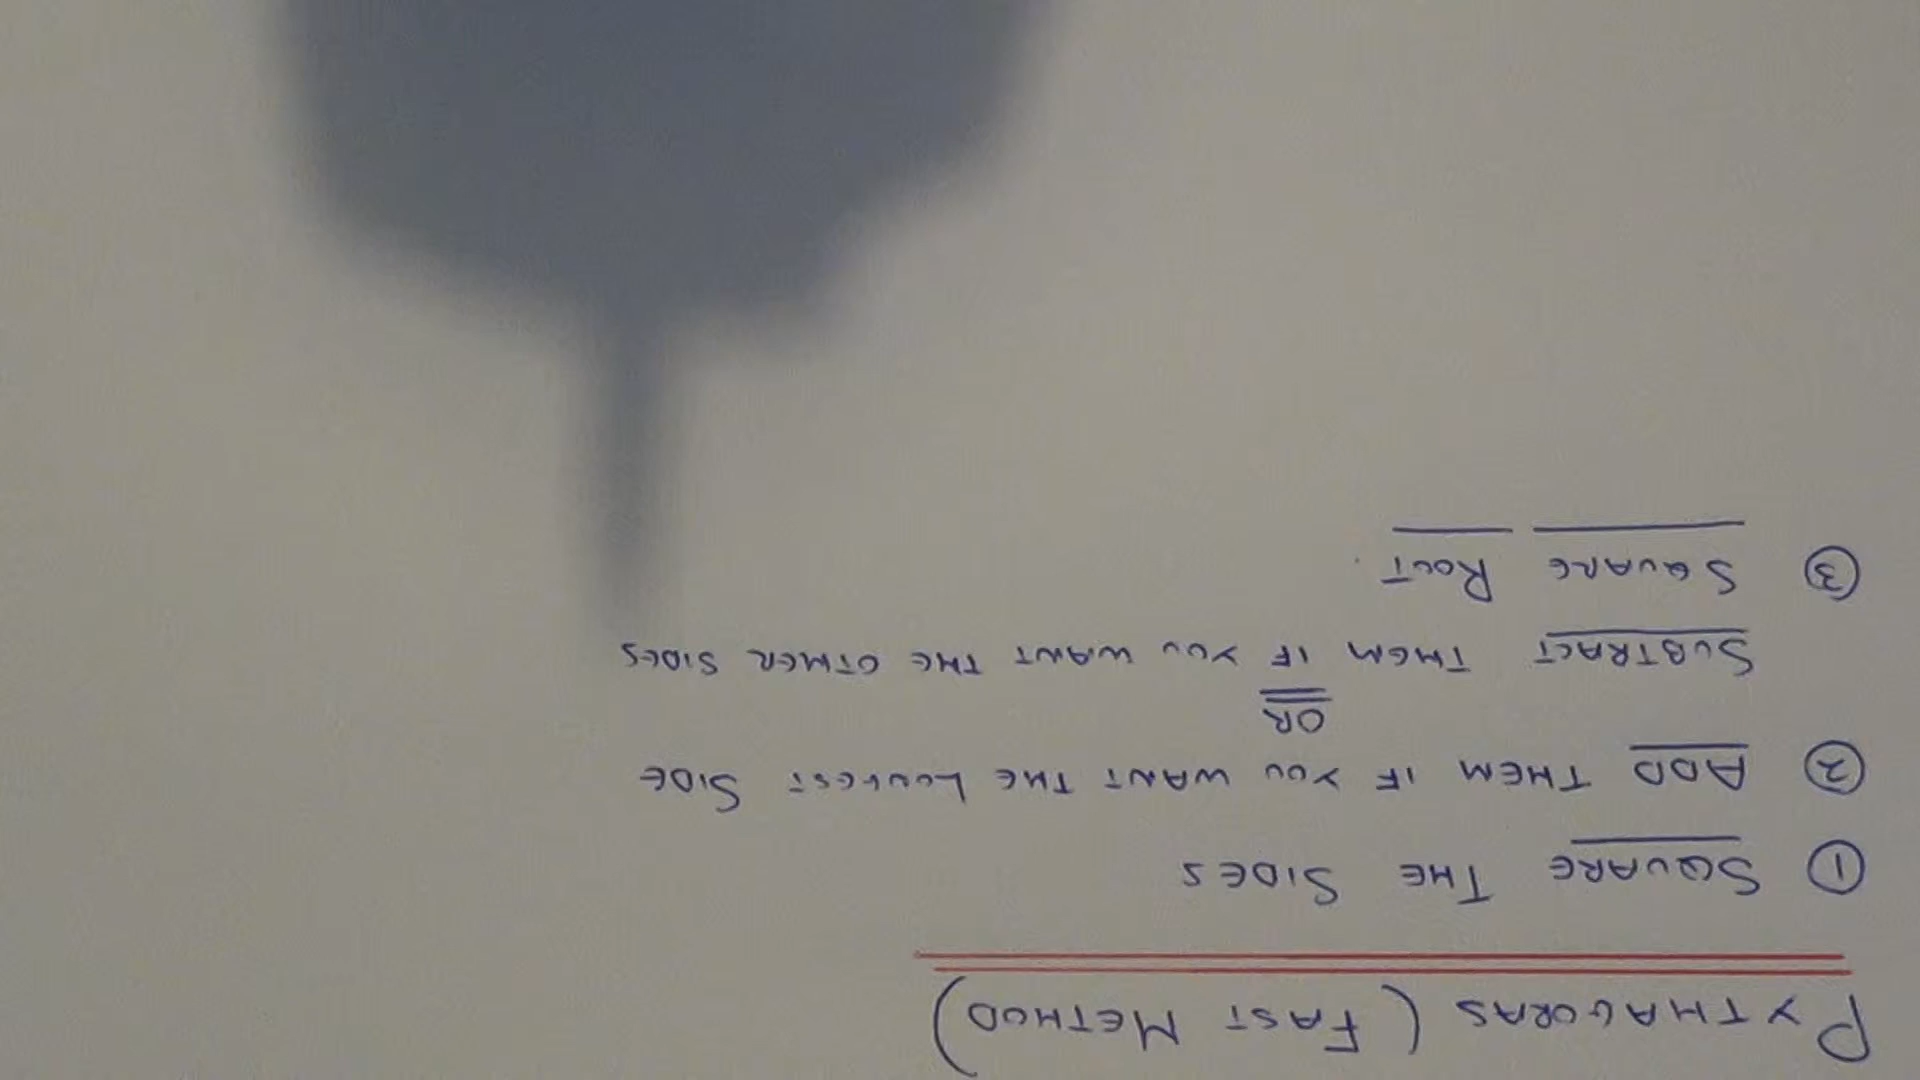 PYTHAGORAS (FAST METHOD)
① SQUARE THE SIDES
② ADD THEM IF YOU WANT THE LONGEST SIDE
OR
SUBTRACT THEM IF YOU WANT THE OTHER SIDES
③ SQUARE ROOT.